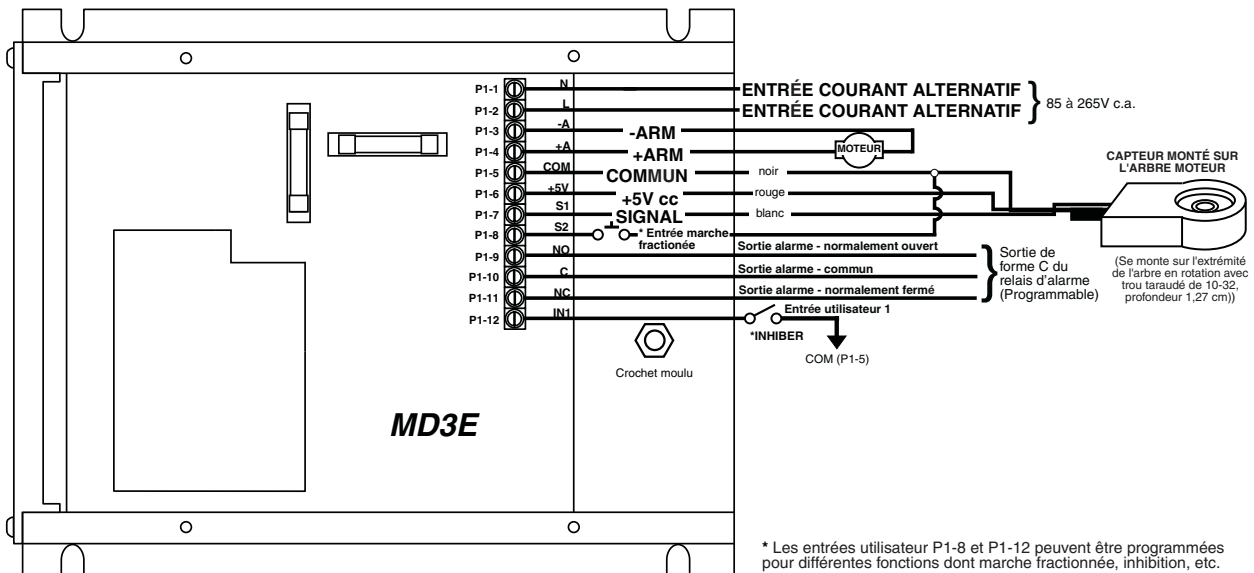 P1-1 N ENTRÉE COURANT ALTERNATIF
P1-2 L ENTRÉE COURANT ALTERNATIF
85 à 265V c.a.
P1-3 -A -ARM
P1-4 +A +ARM
MOTEUR
P1-5 COM COMMUN noir
P1-6 +5V +5V cc rouge
P1-7 S1 SIGNAL blanc
P1-8 S2 * Entrée marche
fractionée
P1-9 NO Sortie alarme - normalement ouvert
P1-10 C Sortie alarme - commun
P1-11 NC Sortie alarme - normalement fermé
P1-12 IN1 Entrée utilisateur 1
*INHIBER
COM (P1-5)
Sortie de
forme C du
relais d'alarme
(Programmable)
CAPTEUR MONTÉ SUR
L'ARBRE MOTEUR
(Se monte sur l'extrémité
de l'arbre en rotation avec
trou taraudé de 10-32,
profondeur 1,27 cm))
Crochet moulu
MD3E
* Les entrées utilisateur P1-8 et P1-12 peuvent être programmées
pour différentes fonctions dont marche fractionnée, inhibition, etc.